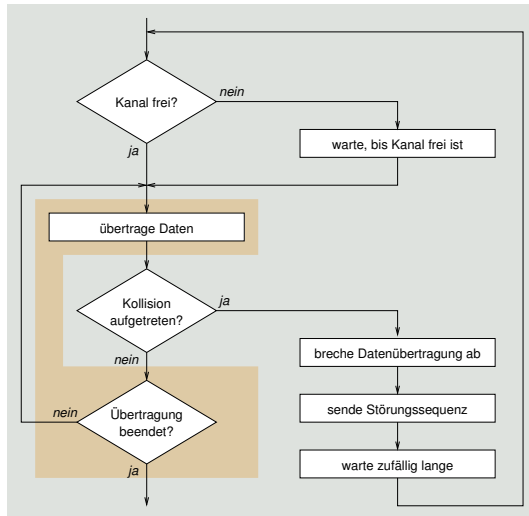 Kanal frei?
nein
ja
warte, bis Kanal frei ist
übertrage Daten
Kollision
aufgetreten?
ja
nein
breche Datenübertragung ab
Übertragung
beendet?
nein
ja
sende Störungssequenz
warte zufällig lange